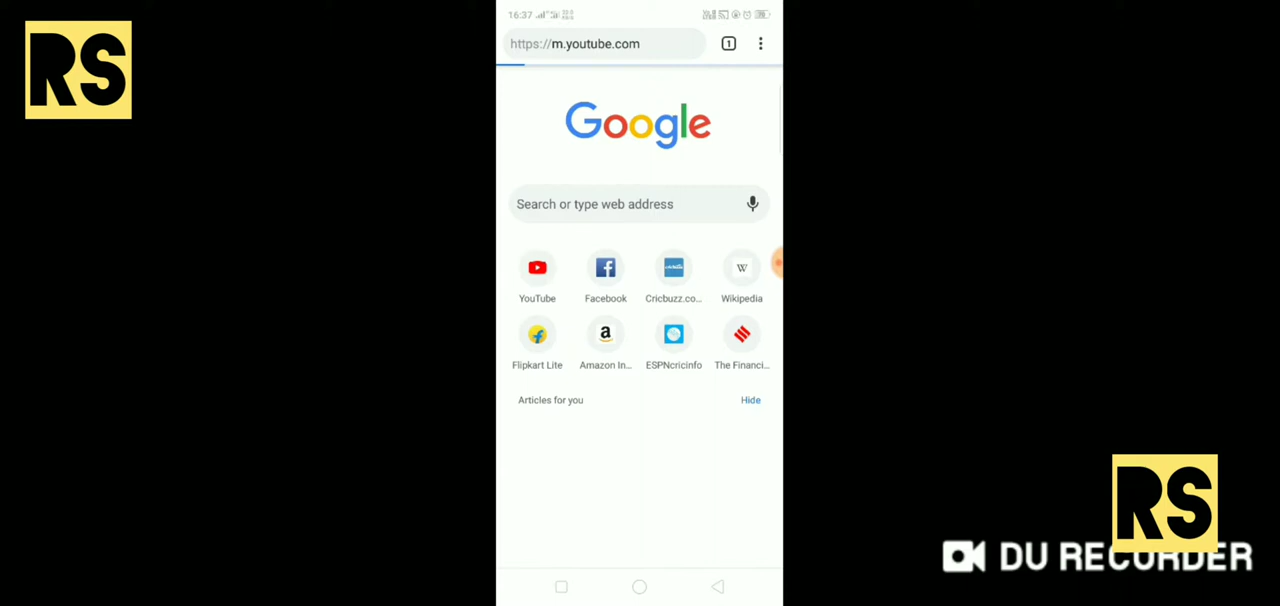 RS
16:37
https://m.youtube.com
1
Google
Search or type web address
YouTube Facebook Cricbuzz.co... Wikipedia
Flipkart Lite Amazon In... ESPNcricinfo The Financi...
Articles for you Hide
RS
DU RECORDER